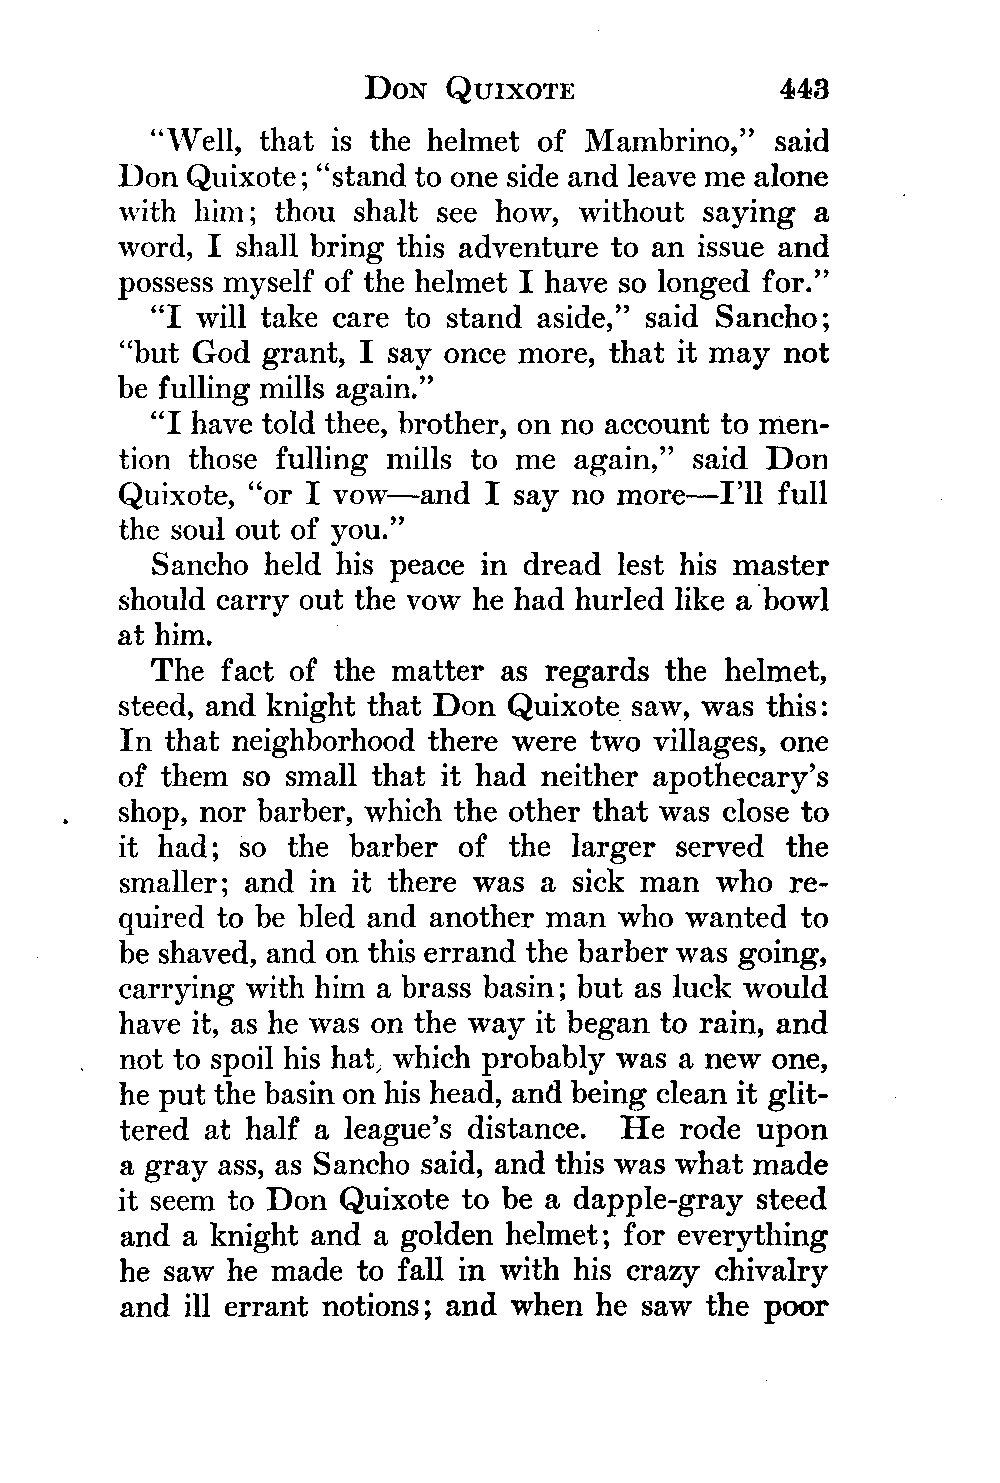 DON QUIXOTE 443
“Well, that is the helmet of Mambrino,” said
Don Quixote; “stand to one side and leave me alone
with him; thou shalt see how, without saying a
word, I shall bring this adventure to an issue and
possess myself of the helmet I have so longed for.”
“I will take care to stand aside,” said Sancho;
“but God grant, I say once more, that it may not
be fulling mills again.”
“I have told thee, brother, on no account to men-
tion those fulling mills to me again,” said Don
Quixote, “or I vow—and I say no more—I’ll full
the soul out of you.”
Sancho held his peace in dread lest his master
should carry out the vow he had hurled like a bowl
at him.
The fact of the matter as regards the helmet,
steed, and knight that Don Quixote saw, was this:
In that neighborhood there were two villages, one
of them so small that it had neither apothecary’s
shop, nor barber, which the other that was close to
it had; so the barber of the larger served the
smaller; and in it there was a sick man who re-
quired to be bled and another man who wanted to
be shaved, and on this errand the barber was going,
carrying with him a brass basin; but as luck would
have it, as he was on the way it began to rain, and
not to spoil his hat, which probably was a new one,
he put the basin on his head, and being clean it glit-
tered at half a league’s distance. He rode upon
a gray ass, as Sancho said, and this was what made
it seem to Don Quixote to be a dapple-gray steed
and a knight and a golden helmet; for everything
he saw he made to fall in with his crazy chivalry
and ill errant notions; and when he saw the poor